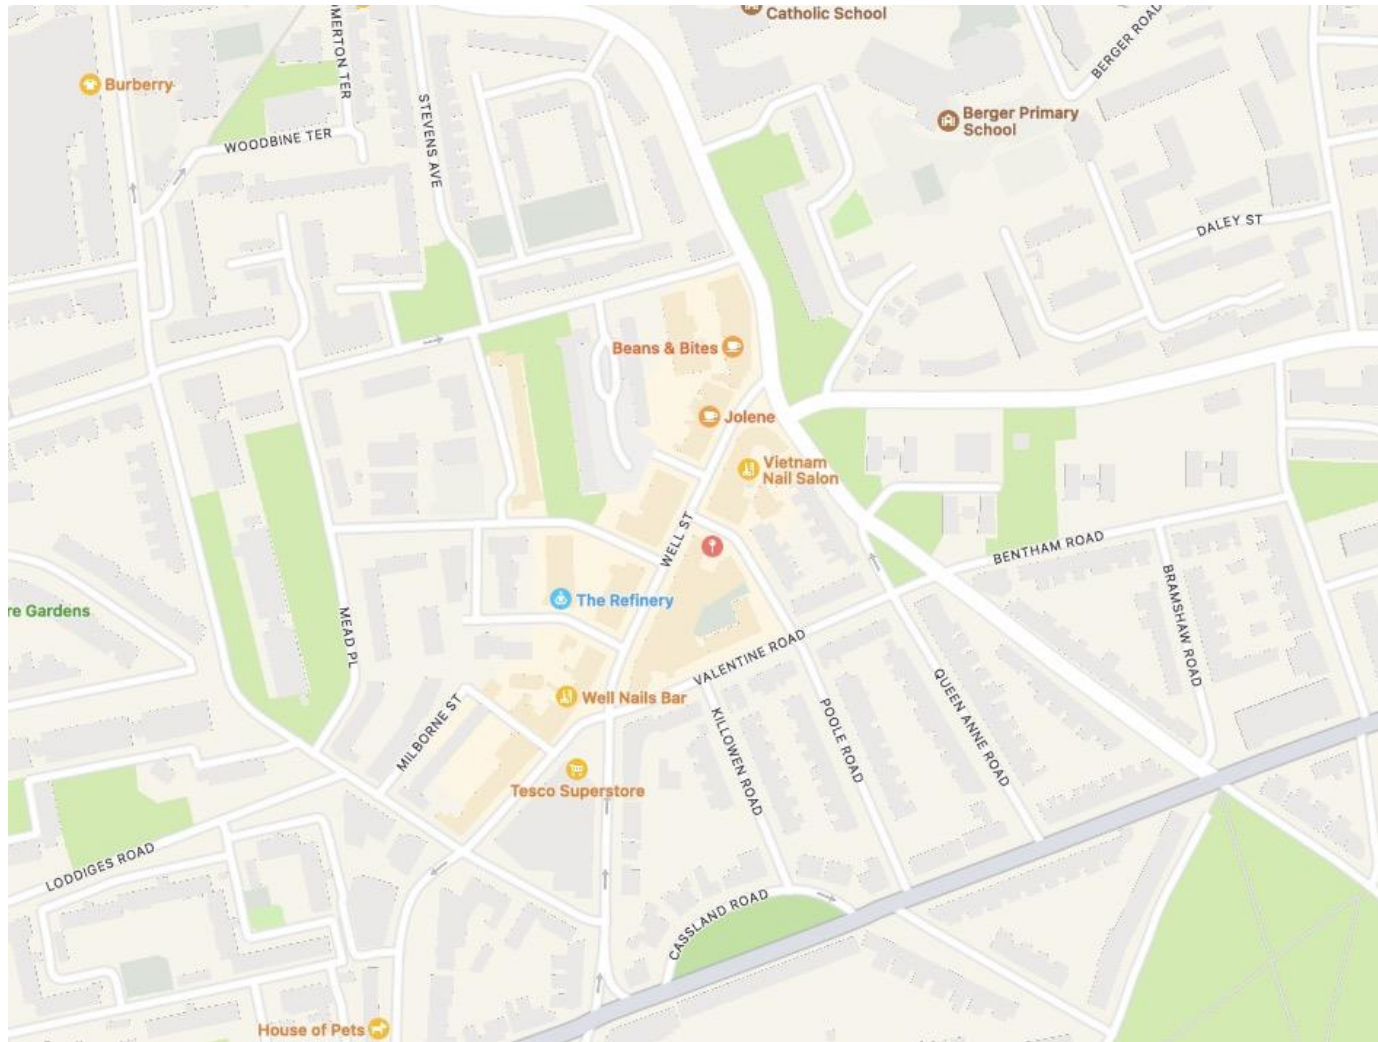 Catholic School
BERGER ROAD
OMERTON TER
Burberry
STEVENS AVE
Berger Primary
School
WOODBINE TER
DALEY ST
Beans & Bites
Jolene
Vietnam
Nail Salon
WELL ST
BENTHAM ROAD
BRAMSHAW ROAD
The Refinery
re Gardens
MEAD PL
VALENTINE ROAD
QUEEN ANNE ROAD
Well Nails Bar
POOLE ROAD
KILLOWEN ROAD
MILBORNE ST
Tesco Superstore
LODDIGES ROAD
CASSLAND ROAD
House of Pets